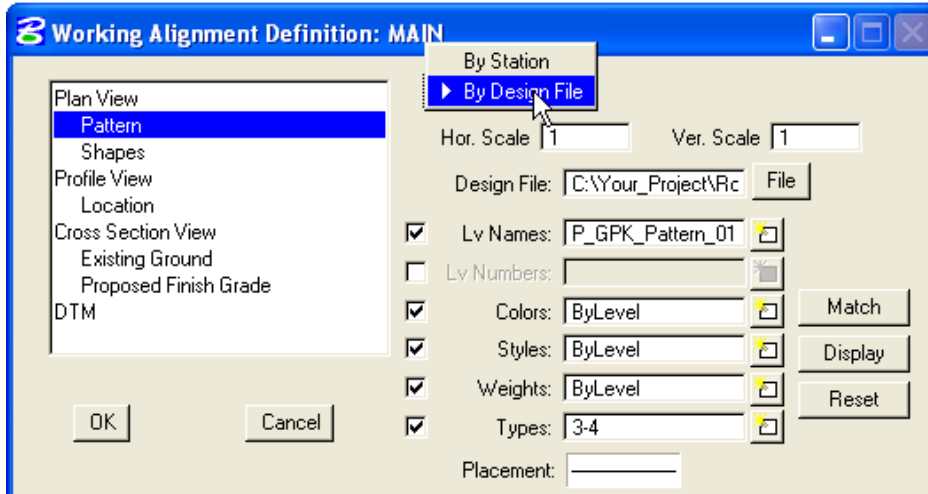 Working Alignment Definition: MAIN
By Station
By Design File
Plan View
Pattern
Shapes
Profile View
Location
Cross Section View
Existing Ground
Proposed Finish Grade
DTM
Hor. Scale 1 Ver. Scale 1
Design File: C:\Your_Project\Rc File
Lv Names: P_GPK_Pattern_01
Lv Numbers:
Colors: ByLevel
Styles: ByLevel
Weights: ByLevel
Types: 3-4
Placement:
Match
Display
Reset
OK Cancel